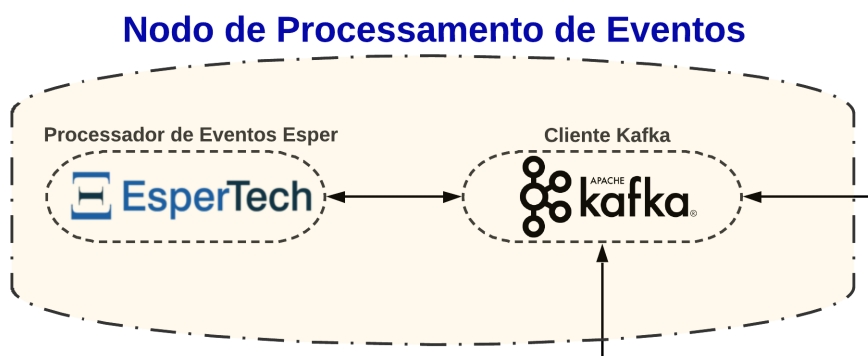 Nodo de Processamento de Eventos
Processador de Eventos Esper
Cliente Kafka
EsperTech
APACHE
kafka®